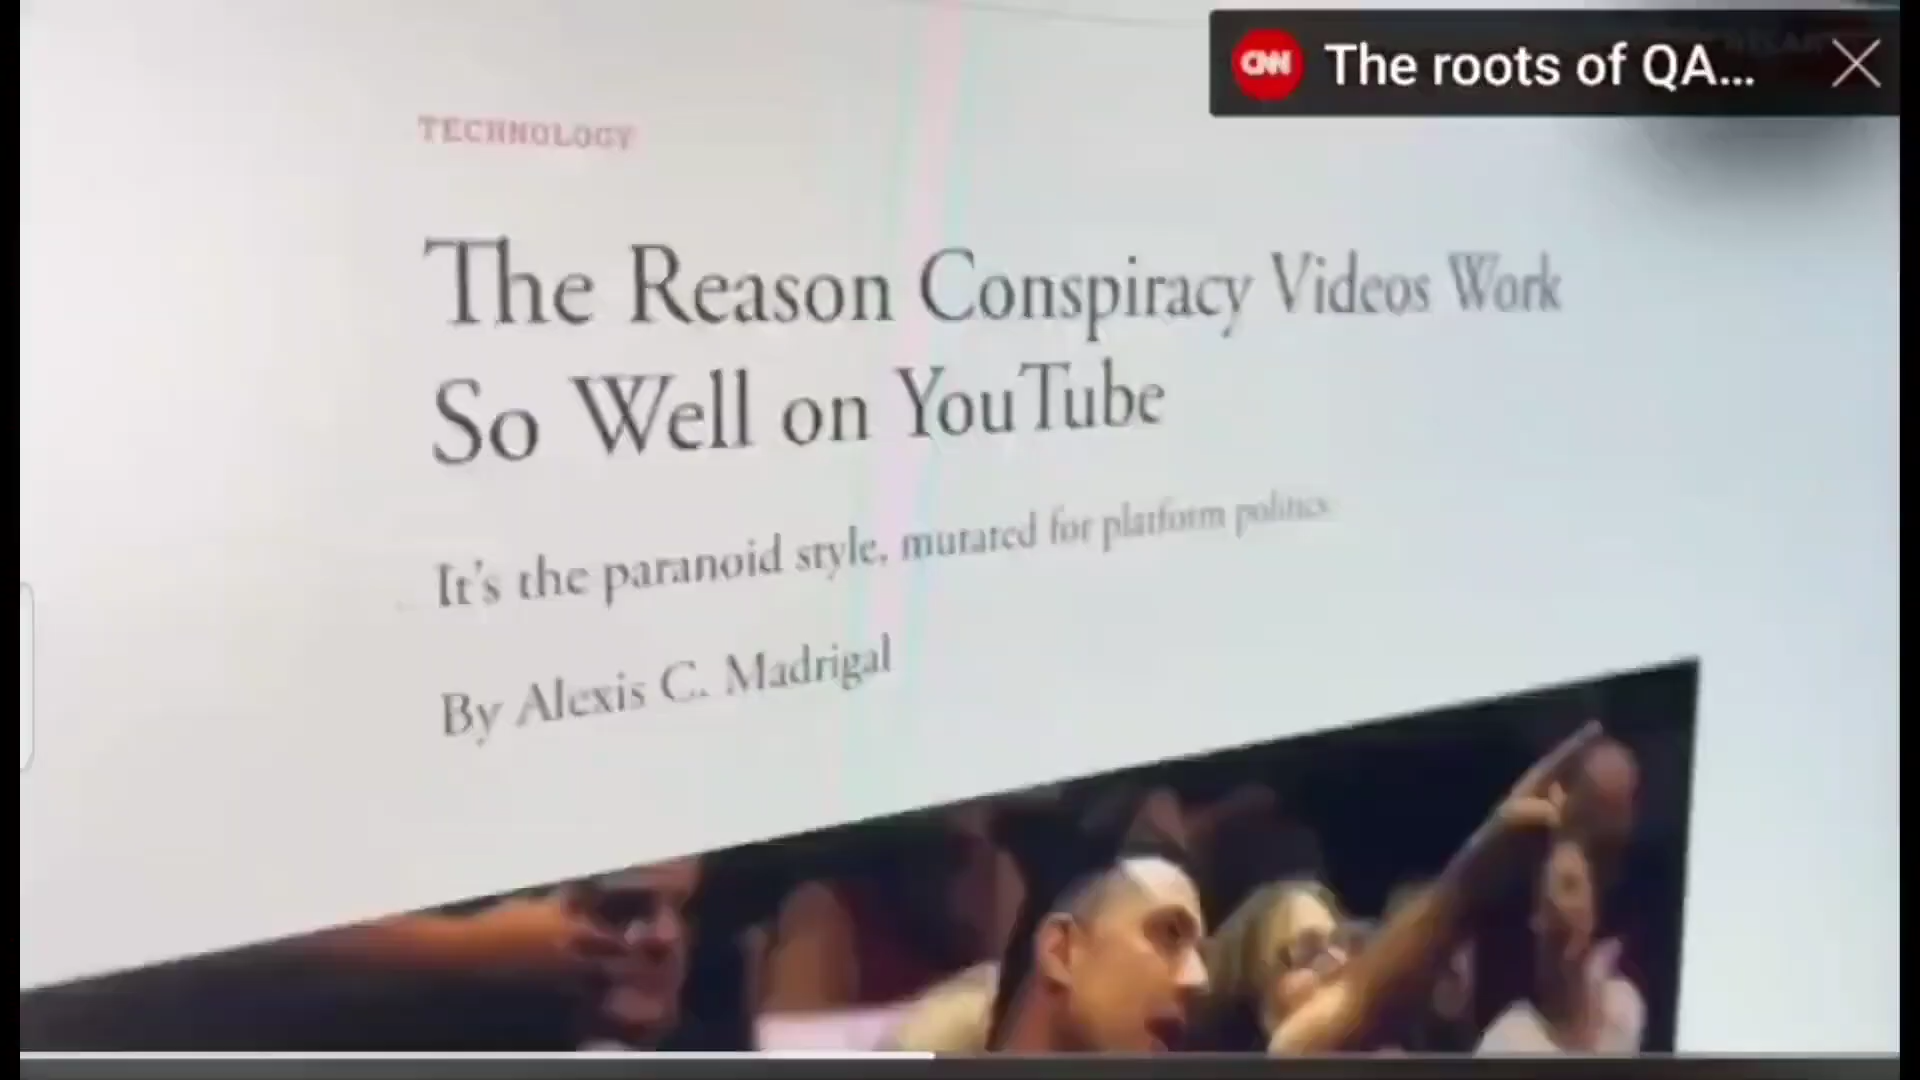 CNN The roots of QA...
TECHNOLOGY
The Reason Conspiracy Videos Work
So Well on YouTube
It's the paranoid style, mutated for platform politics
By Alexis C. Madrigal